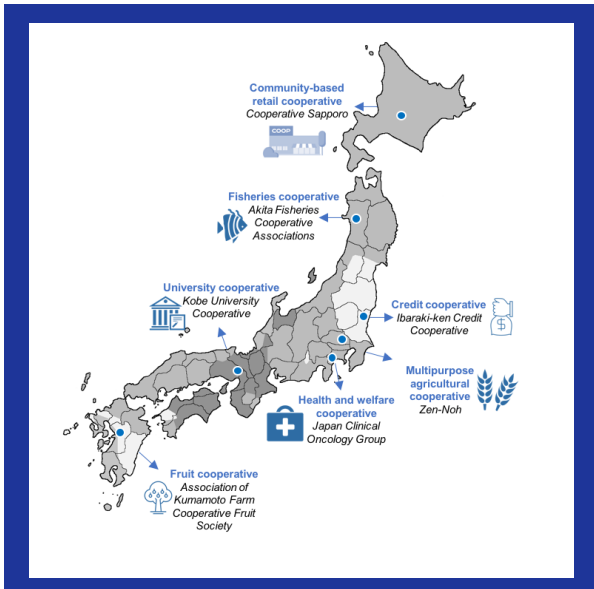 Community-based
retail cooperative
Cooperative Sapporo
COOP
Fisheries cooperative
Akita Fisheries
Cooperative
Associations
University cooperative
Kobe University
Cooperative
Credit cooperative
Ibaraki-ken Credit
Cooperative
$
Multipurpose
agricultural
cooperative
Zen-Noh
Health and welfare
cooperative
Japan Clinical
Oncology Group
Fruit cooperative
Association of
Kumamoto Farm
Cooperative Fruit
Society